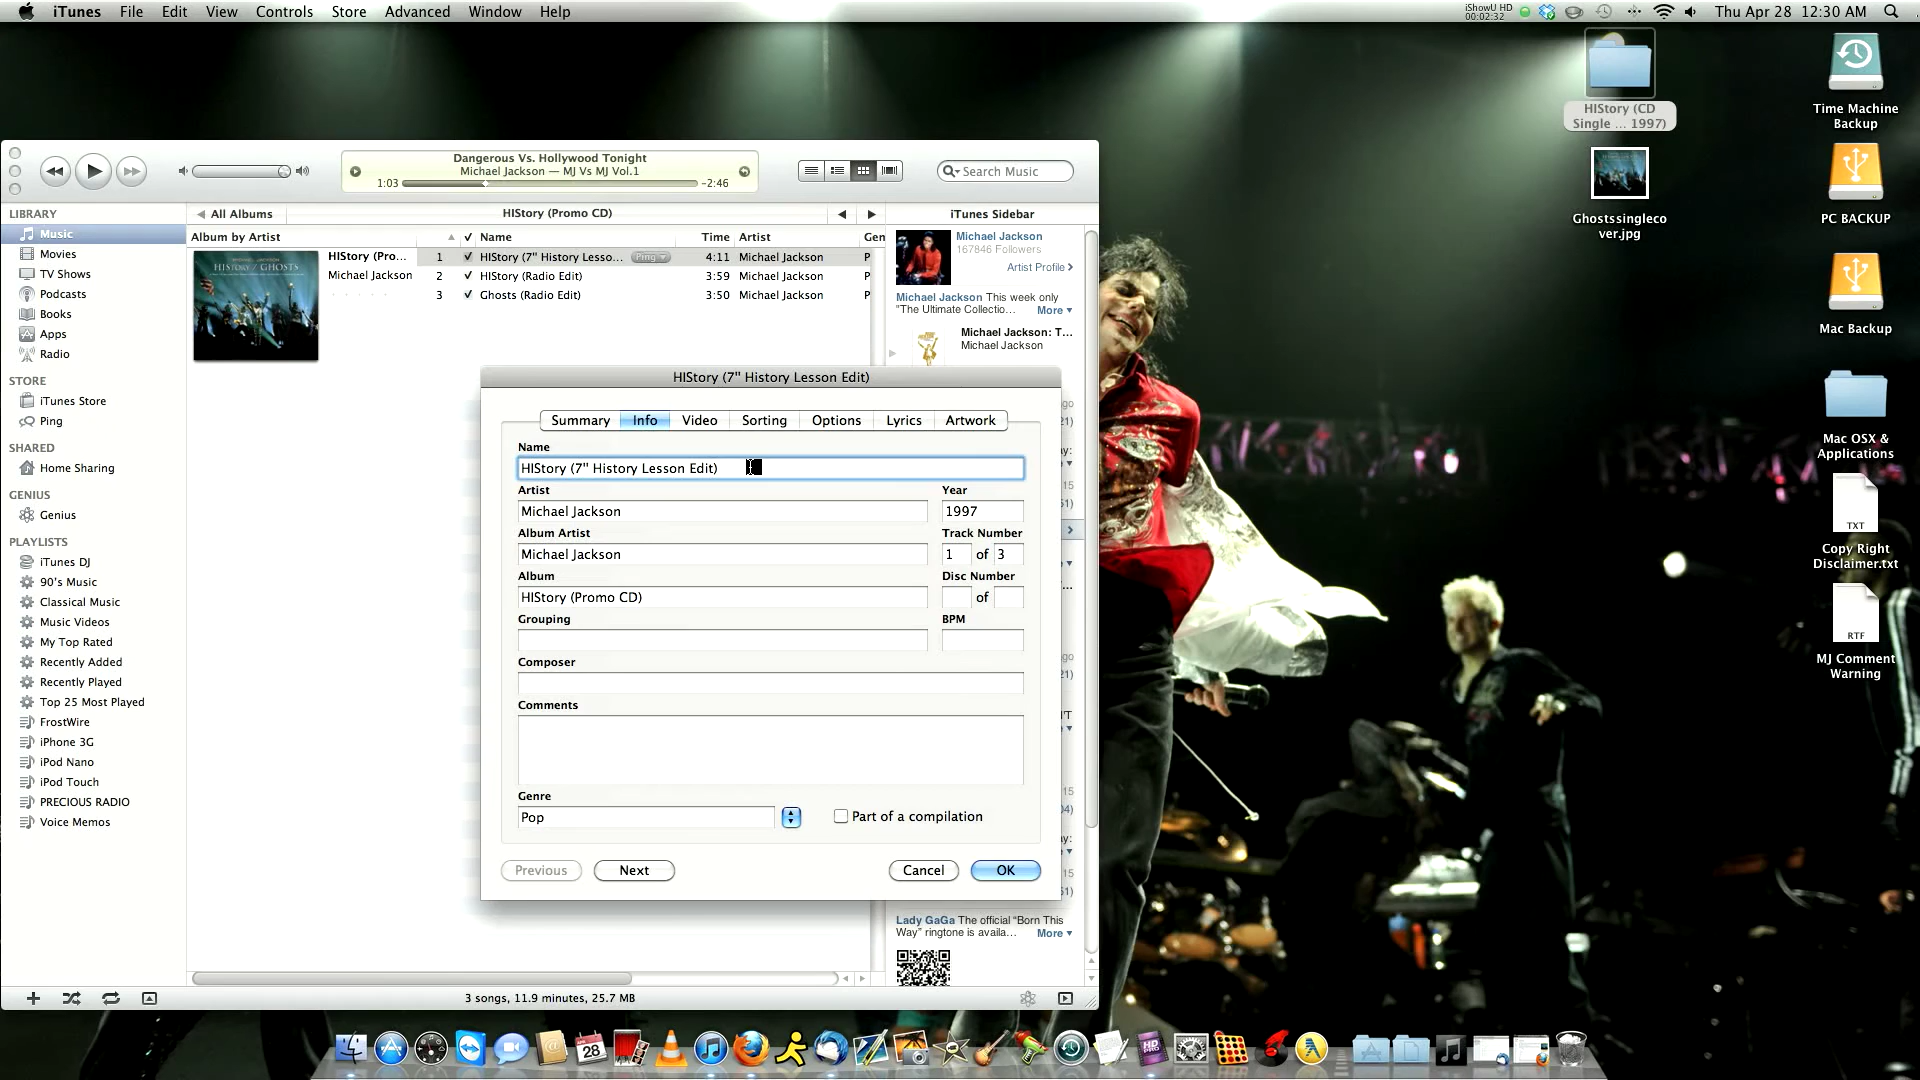 iTunes File Edit View Controls Store Advanced Window Help
iShowU HD
00:02:32
Thu Apr 28 12:30 AM
HIStory (CD
Single ... 1997)
Time Machine
Backup
Ghostssingleco
ver.jpg
PC BACKUP
Mac Backup
Mac OSX &
Applications
TXT
Copy Right
Disclaimer.txt
RTF
MJ Comment
Warning
Dangerous Vs. Hollywood Tonight
Michael Jackson — MJ Vs MJ Vol.1
1:03 -2:46
Search Music
LIBRARY
Music
Movies
TV Shows
Podcasts
Books
Apps
Radio
STORE
iTunes Store
Ping
SHARED
Home Sharing
GENIUS
Genius
PLAYLISTS
iTunes DJ
90's Music
Classical Music
Music Videos
My Top Rated
Recently Added
Recently Played
Top 25 Most Played
FrostWire
iPhone 3G
iPod Nano
iPod Touch
PRECIOUS RADIO
Voice Memos
All Albums HIStory (Promo CD) iTunes Sidebar
Album by Artist Name Time Artist Gen
HIStory (Pro...
Michael Jackson
1 HIStory (7" History Lesso... Ping 4:11 Michael Jackson P
2 HIStory (Radio Edit) 3:59 Michael Jackson P
3 Ghosts (Radio Edit) 3:50 Michael Jackson P
Michael Jackson
167846 Followers
Artist Profile
Michael Jackson This week only
"The Ultimate Collectio... More
Michael Jackson: T...
Michael Jackson
HIStory (7" History Lesson Edit)
Summary Info Video Sorting Options Lyrics Artwork
Name
HIStory (7" History Lesson Edit)
Artist Year
Michael Jackson 1997
Album Artist Track Number
Michael Jackson 1 of 3
Album Disc Number
HIStory (Promo CD) of
Grouping BPM
Composer
Comments
Genre
Pop Part of a compilation
Previous Next Cancel OK
Lady GaGa The official "Born This
Way" ringtone is availa... More
3 songs, 11.9 minutes, 25.7 MB
28